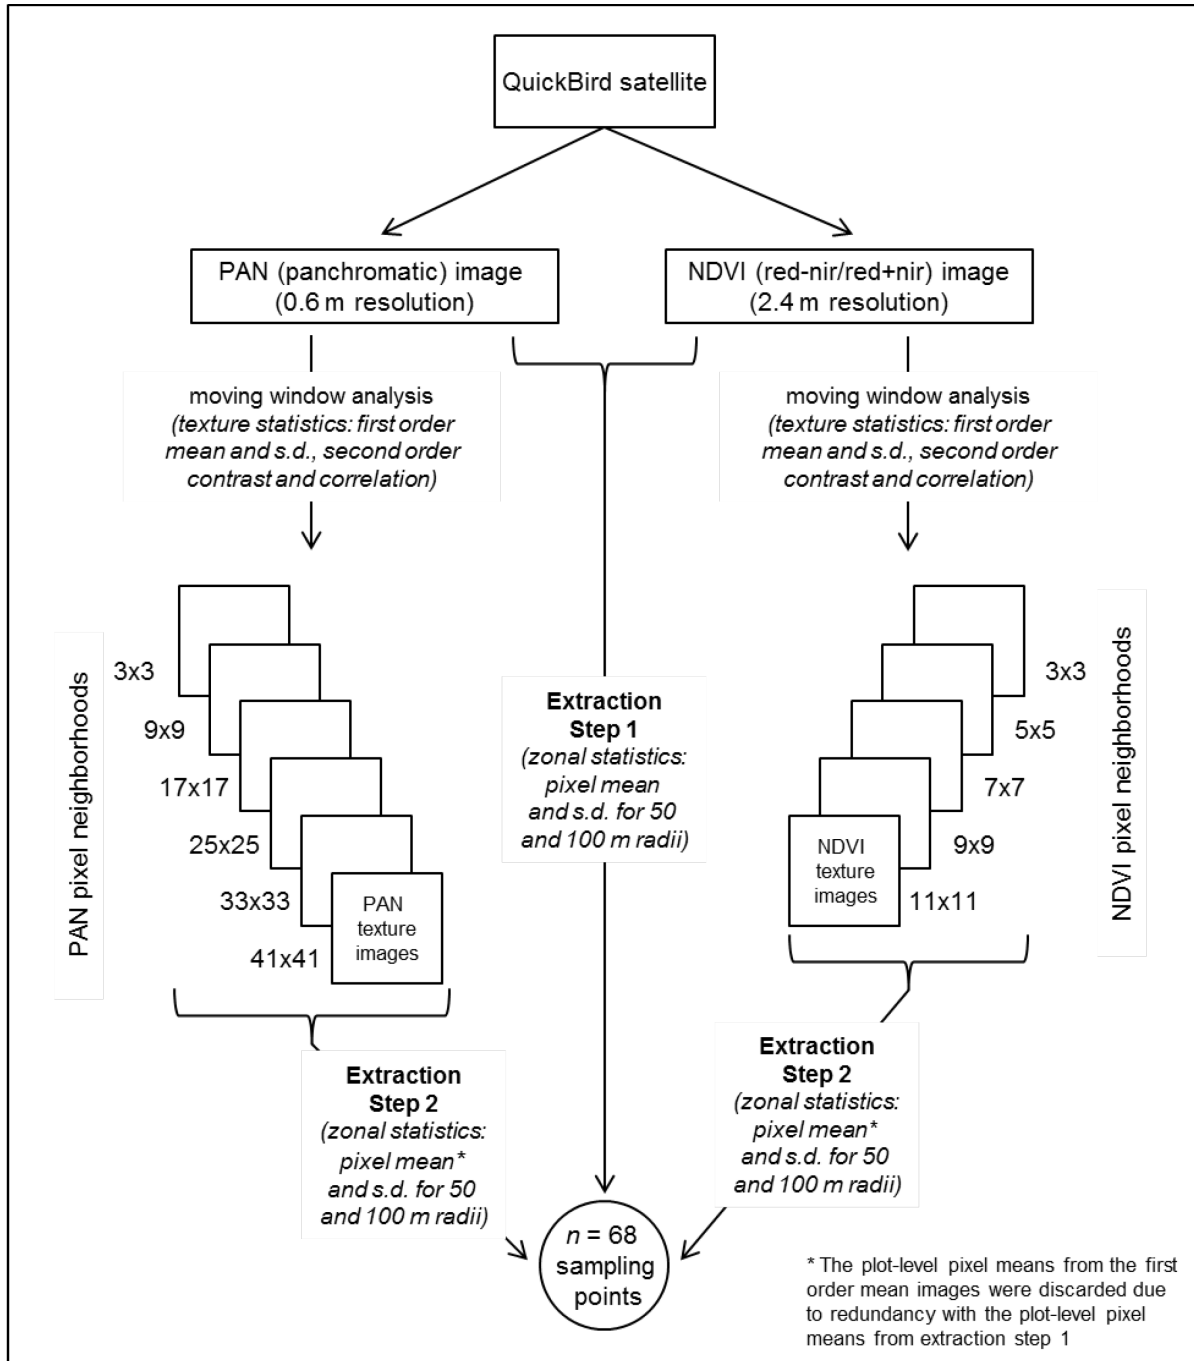 QuickBird satellite
PAN (panchromatic) image
(0.6 m resolution)
NDVI (red-nir/red+nir) image
(2.4 m resolution)
moving window analysis
(texture statistics: first order
mean and s.d., second order
contrast and correlation)
moving window analysis
(texture statistics: first order
mean and s.d., second order
contrast and correlation)
PAN pixel neighborhoods
3x3
9x9
17x17
25x25
33x33
41x41
PAN
texture
images
Extraction
Step 1
(zonal statistics:
pixel mean
and s.d. for 50
and 100 m radii)
3x3
5x5
7x7
9x9
11x11
NDVI
texture
images
NDVI pixel neighborhoods
Extraction
Step 2
(zonal statistics:
pixel mean*
and s.d. for 50
and 100 m radii)
Extraction
Step 2
(zonal statistics:
pixel mean*
and s.d. for 50
and 100 m radii)
n = 68
sampling
points
* The plot-level pixel means from the first
order mean images were discarded due
to redundancy with the plot-level pixel
means from extraction step 1